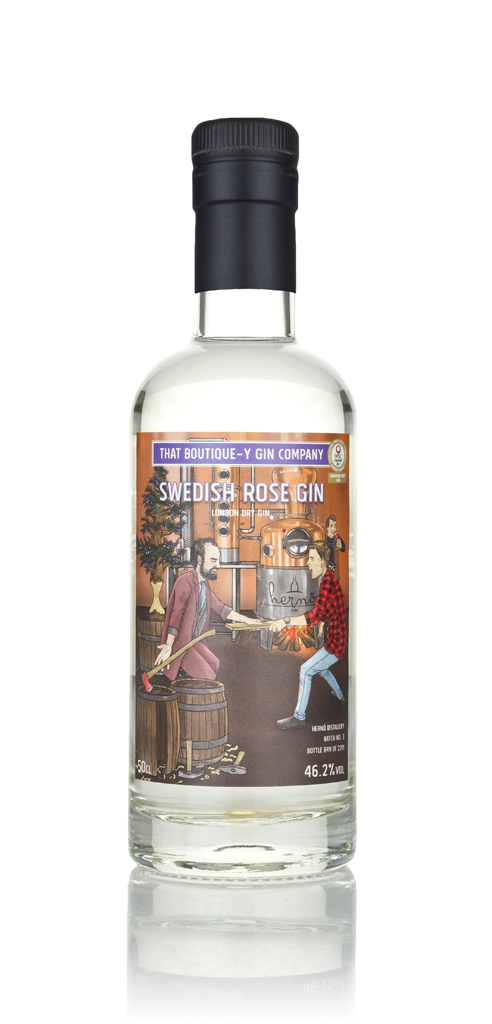 THAT BOUTIQUE-Y GIN COMPANY
SWEDISH ROSE GIN
LONDON DRY GIN
hernö
HERNÖ DISTILLERY
BATCH NO. 3
50CL
46.2%VOL